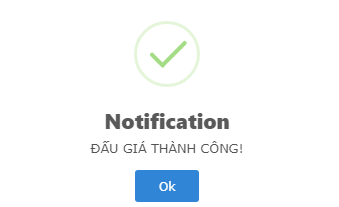 Notification
ĐẤU GIÁ THÀNH CÔNG!
Ok